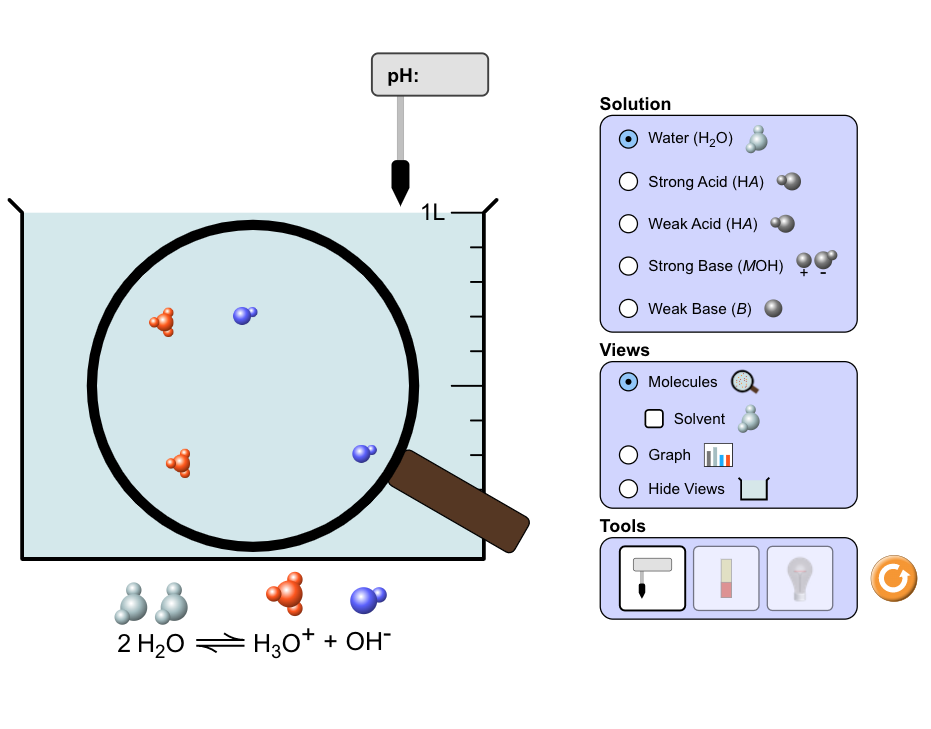 pH:
1L
2 H₂O ⇌ H₃O⁺ + OH⁻
Solution
Water (H₂O)
Strong Acid (HA)
Weak Acid (HA)
Strong Base (MOH)
+ -
Weak Base (B)
Views
Molecules
Solvent
Graph
Hide Views
Tools